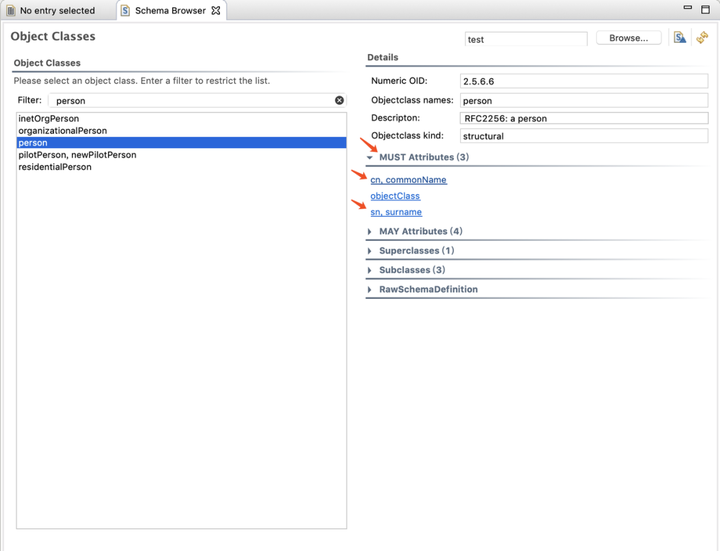 No entry selected
Schema Browser
Object Classes
test
Browse...
Object Classes
Please select an object class. Enter a filter to restrict the list.
Filter: person
inetOrgPerson
organizationalPerson
person
pilotPerson, newPilotPerson
residentialPerson
Details
Numeric OID: 2.5.6.6
Objectclass names: person
Descripton: RFC2256: a person
Objectclass kind: structural
MUST Attributes (3)
cn, commonName
objectClass
sn, surname
MAY Attributes (4)
Superclasses (1)
Subclasses (3)
RawSchemaDefinition